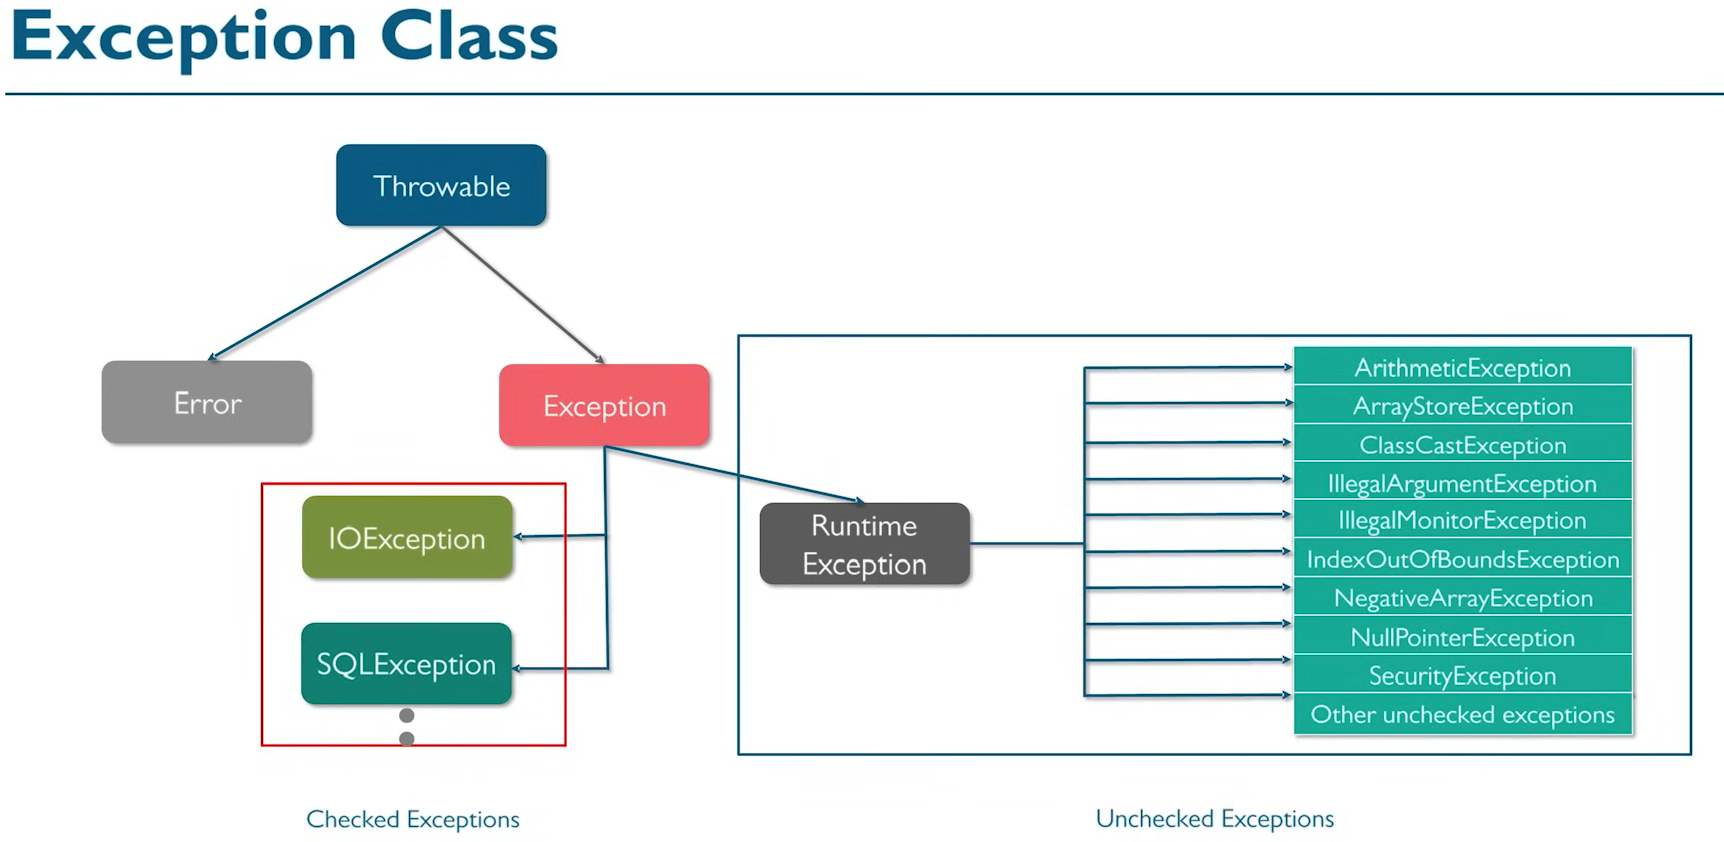 Exception Class
Throwable
Error
Exception
IOException
SQLException
Runtime
Exception
ArithmeticException
ArrayStoreException
ClassCastException
IllegalArgumentException
IllegalMonitorException
IndexOutOfBoundsException
NegativeArrayException
NullPointerException
SecurityException
Other unchecked exceptions
Checked Exceptions
Unchecked Exceptions